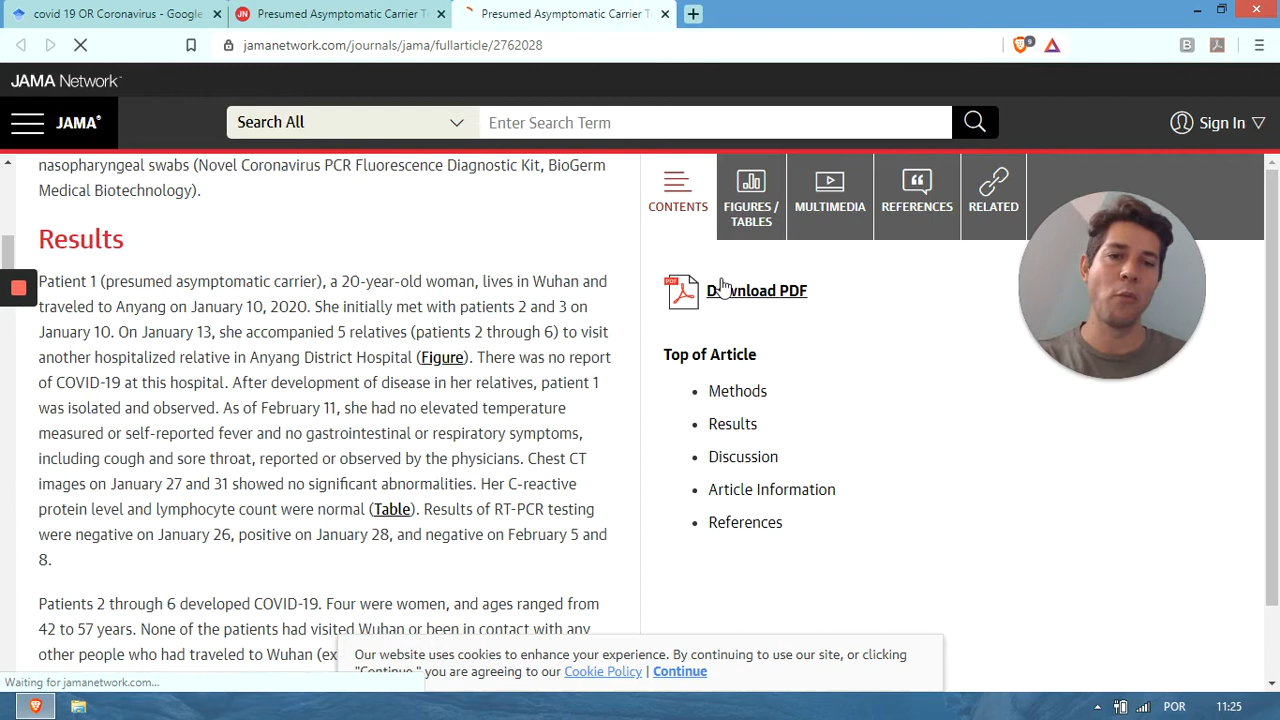 covid 19 OR Coronavirus - Google
JN Presumed Asymptomatic Carrier T
Presumed Asymptomatic Carrier T
jamanetwork.com/journals/jama/fullarticle/2762028
9
B
JAMA Network
JAMA
Search All
Enter Search Term
Sign In
nasopharyngeal swabs (Novel Coronavirus PCR Fluorescence Diagnostic Kit, BioGerm
Medical Biotechnology).
Results
Patient 1 (presumed asymptomatic carrier), a 20-year-old woman, lives in Wuhan and
traveled to Anyang on January 10, 2020. She initially met with patients 2 and 3 on
January 10. On January 13, she accompanied 5 relatives (patients 2 through 6) to visit
another hospitalized relative in Anyang District Hospital (Figure). There was no report
of COVID-19 at this hospital. After development of disease in her relatives, patient 1
was isolated and observed. As of February 11, she had no elevated temperature
measured or self-reported fever and no gastrointestinal or respiratory symptoms,
including cough and sore throat, reported or observed by the physicians. Chest CT
images on January 27 and 31 showed no significant abnormalities. Her C-reactive
protein level and lymphocyte count were normal (Table). Results of RT-PCR testing
were negative on January 26, positive on January 28, and negative on February 5 and
8.
Patients 2 through 6 developed COVID-19. Four were women, and ages ranged from
42 to 57 years. None of the patients had visited Wuhan or been in contact with any
other people who had traveled to Wuhan (ex
CONTENTS
FIGURES /
TABLES
MULTIMEDIA
REFERENCES
RELATED
PDF
Download PDF
Top of Article
• Methods
• Results
• Discussion
• Article Information
• References
Our website uses cookies to enhance your experience. By continuing to use our site, or clicking
"Continue," you are agreeing to our Cookie Policy | Continue
Waiting for jamanetwork.com...
POR
11:25